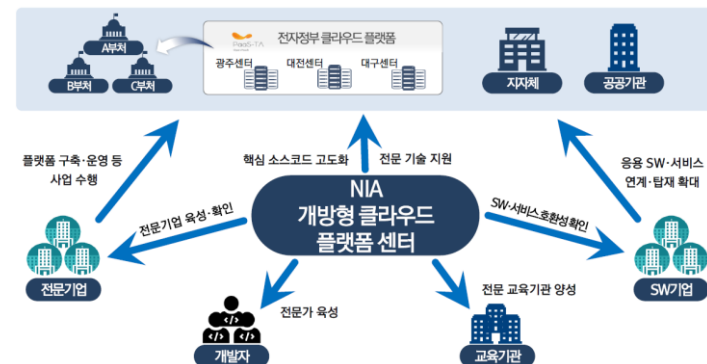 A부처
B부처
C부처
PaaS-TA
전자정부 클라우드 플랫폼
광주센터
대전센터
대구센터
지자체
공공기관
플랫폼 구축·운영 등
사업 수행
핵심 소스코드 고도화
전문 기술 지원
응용 SW·서비스
연계·탑재 확대
NIA
개방형 클라우드
플랫폼 센터
전문기업 육성·확인
SW·서비스 호환성 확인
전문기업
SW기업
전문가 육성
전문 교육기관 양성
개발자
교육기관